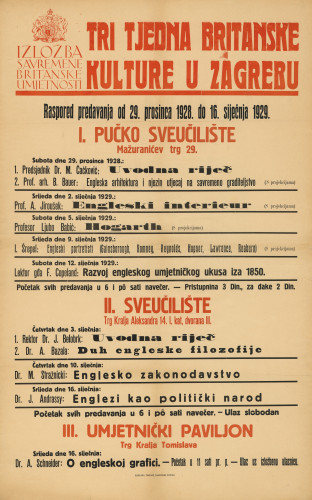 IZLOŽBA
SAVREMENE
BRITANSKE
UMJETNOSTI
TRI TJEDNA BRITANSKE
KULTURE U ZAGREBU
Raspored predavanja od 29. prosinca 1928. do 16. siječnja 1929.
I. PUČKO SVEUČILIŠTE
Mažuranićev trg 29.
Subota dne 29. prosinca 1928.:
1. Predsjednik Dr. M. Čačković: Uvodna riječ
2. Prof. arh. B. Bauer: Engleska arhitektura i njezin utjecaj na savremeno graditeljstvo (s projekcijama)
Srijeda dne 2. siječnja 1929.:
Prof. A. Jiroušek: Engleski interieur (s projekcijama)
Subota dne 5. siječnja 1929.:
Profesor Ljubo Babić: Hogarth (s projekcijama)
Srijeda dne 9. siječnja 1929.:
I. Šrepel: Engleski portretisti (Gainsborough, Romney, Reynolds, Hopner, Lawrence, Raeburn) (s projekcijama)
Subota dne 12. siječnja 1929.:
Lektor gđa F. Copeland: Razvoj engleskog umjetničkog ukusa iza 1850.
Početak svih predavanja u 6 i pô sati navečer. — Pristupnina 3 Din., za đake 2 Din.
II. SVEUČILIŠTE
Trg Kralja Aleksandra 14, I. kat, dvorana III.
Četvrtak dne 3. siječnja:
1. Rektor Dr. J. Belobrk: Uvodna riječ
2. Dr. A. Bazala: Duh engleske filozofije
Četvrtak dne 10. siječnja:
Dr. M. Stražnicki: Englesko zakonodavstvo
Srijeda dne 16. siječnja:
Dr. J. Andrassy: Englezi kao politički narod
Početak svih predavanja u 6 i pô sati navečer. — Ulaz slobodan
III. UMJETNIČKI PAVILJON
Trg Kralja Tomislava
Srijeda dne 16. siječnja:
Dr. A. Schneider: O engleskoj grafici. — Početak u 11 sati pr. p. — Ulaz uz izložbenu ulaznicu.